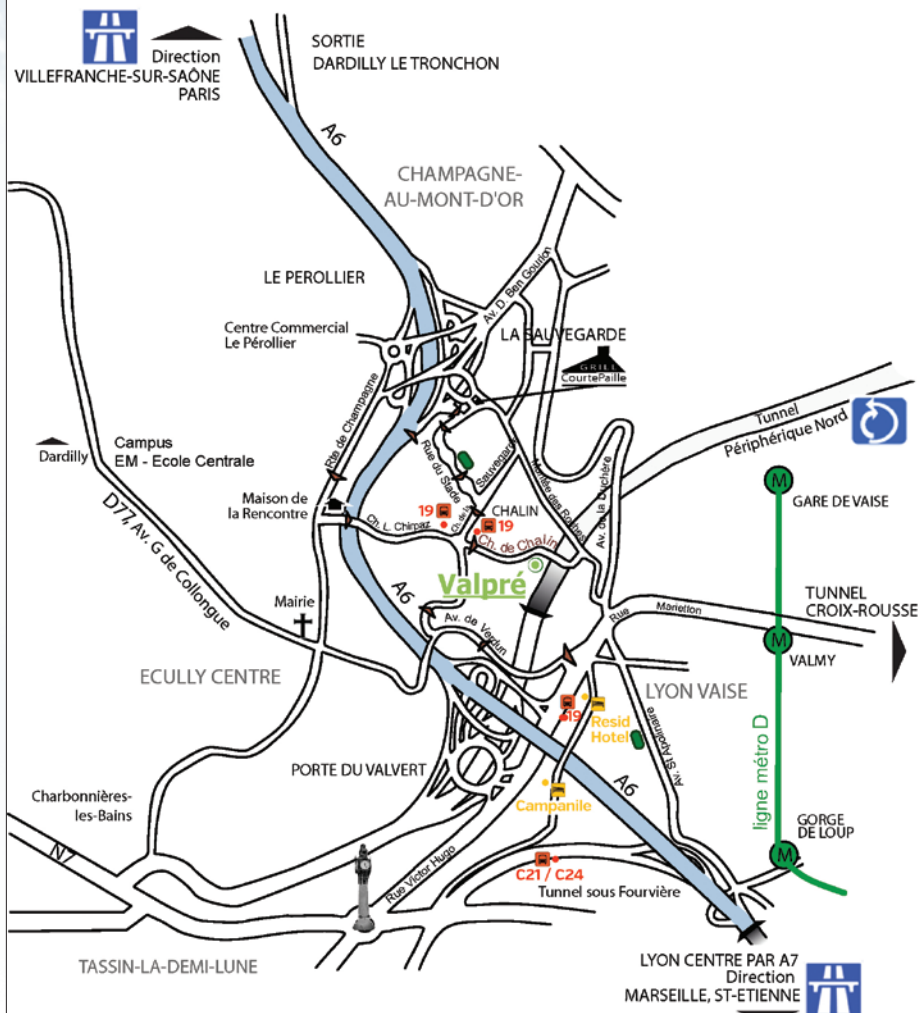 SORTIE
DARDILLY LE TRONCHON
Direction
VILLEFRANCHE-SUR-SAÔNE
PARIS
A6
CHAMPAGNE-
AU-MONT-D'OR
LE PEROLLIER
Av. D. Ben Gourion
Centre Commercial
Le Pérollier
LA SAUVEGARDE
GRILL
CourtePaille
Tunnel
Périphérique Nord
Rte de Champagne
Campus
EM - Ecole Centrale
Dardilly
Rue du Stade
Sauvegarde
Montée des Roches
Av. de la Duchère
M
GARE DE VAISE
Maison de
la Rencontre
19
CHALIN
19
Ch. de la
Ch. L. Chirpaz
Ch. de Chalin
D77, Av. G de Collongue
Valpré
A6
Mairie
Av. de Verdun
Rue Marietton
TUNNEL
CROIX-ROUSSE
M
VALMY
ECULLY CENTRE
LYON VAISE
19
Resid
Hotel
Av. St Apolinaire
ligne métro D
PORTE DU VALVERT
A6
Charbonnières-
les-Bains
Campanile
GORGE
DE LOUP
M
N7
Rue Victor Hugo
C21 / C24
Tunnel sous Fourvière
TASSIN-LA-DEMI-LUNE
LYON CENTRE PAR A7
Direction
MARSEILLE, ST-ETIENNE